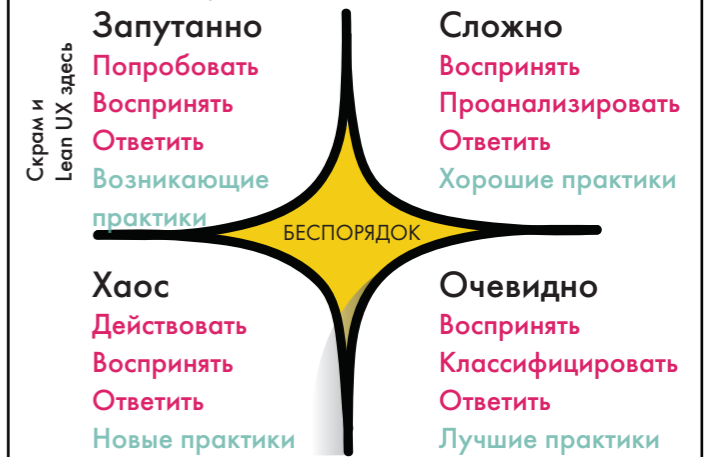 Скрам и
Lean UX здесь
Запутанно
Попробовать
Воспринять
Ответить
Возникающие
практики
Сложно
Воспринять
Проанализировать
Ответить
Хорошие практики
БЕСПОРЯДОК
Хаос
Действовать
Воспринять
Ответить
Новые практики
Очевидно
Воспринять
Классифицировать
Ответить
Лучшие практики